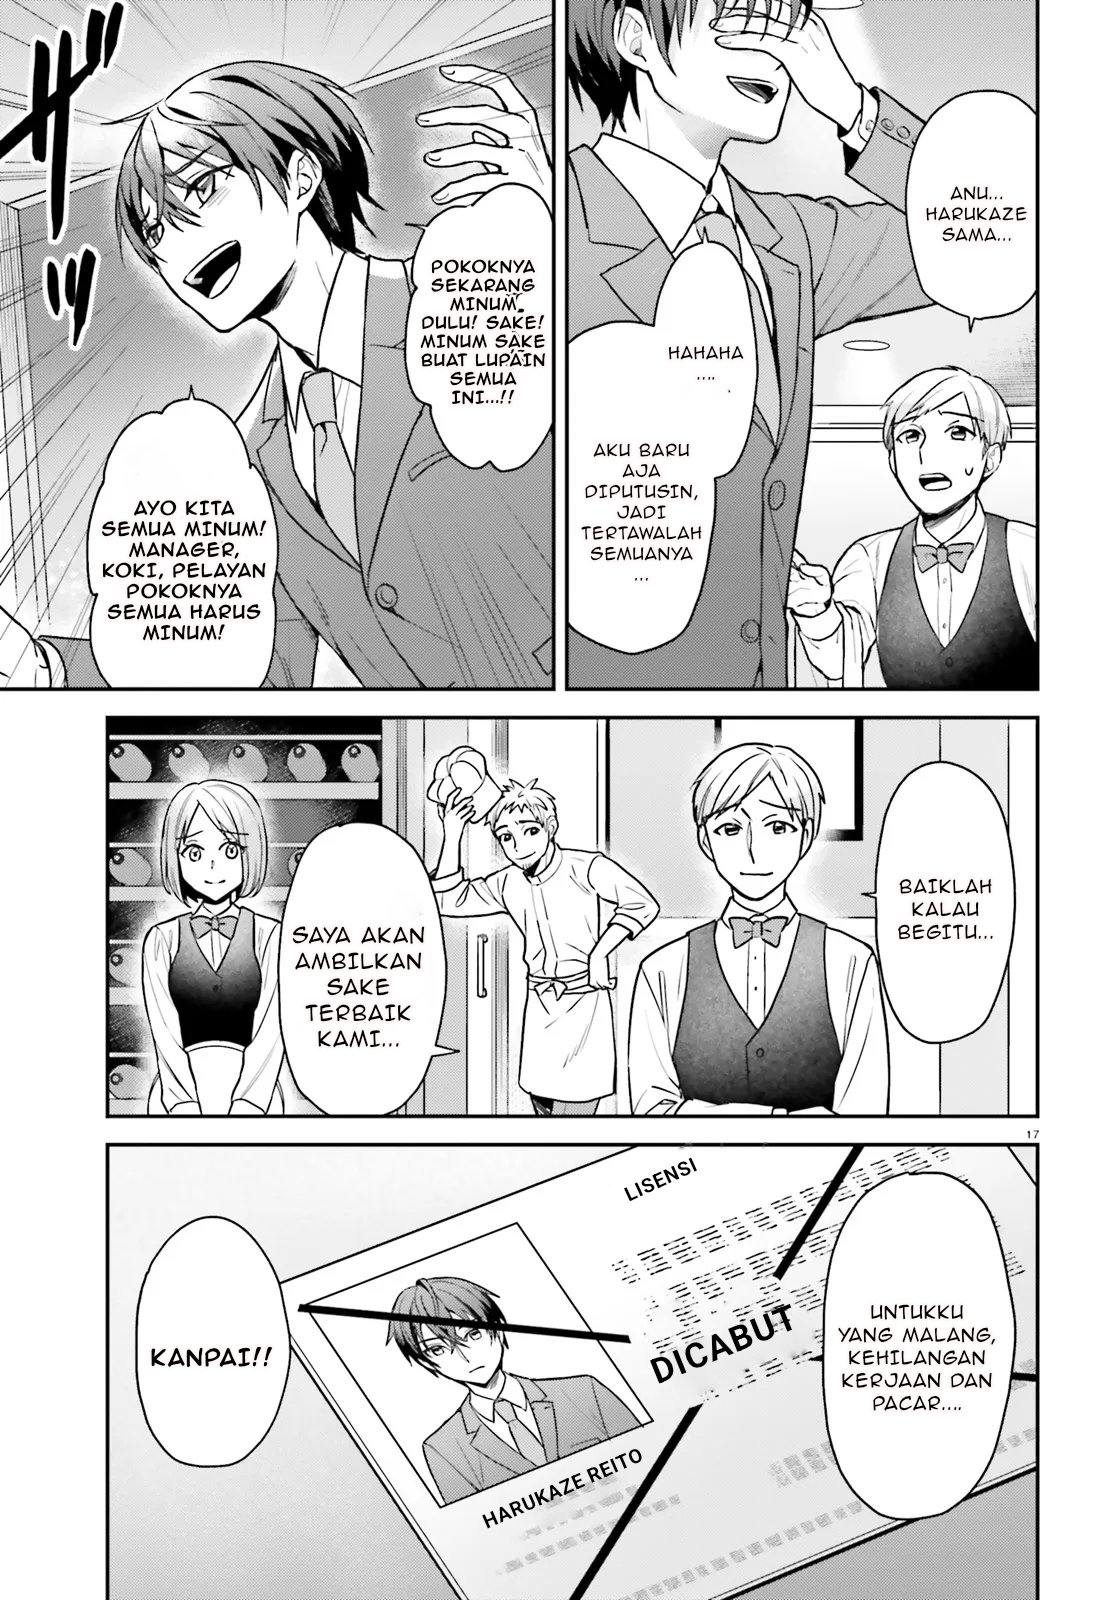 ANU...
HARUKAZE
SAMA...
HAHAHA
....
AKU BARU
AJA
DIPUTUSIN,
JADI
TERTAWALAH
SEMUANYA
...
POKOKNYA
SEKARANG
MINUM
DULU! SAKE!
MINUM SAKE
BUAT LUPAIN
SEMUA
INI...!!
AYO KITA
SEMUA MINUM!
MANAGER,
KOKI, PELAYAN
POKOKNYA
SEMUA HARUS
MINUM!
BAIKLAH
KALAU
BEGITU...
SAYA AKAN
AMBILKAN
SAKE
TERBAIK
KAMI...
17
UNTUKKU
YANG MALANG,
KEHILANGAN
KERJAAN DAN
PACAR....
LISENSI
DICABUT
HARUKAZE REITO
KANPAI!!